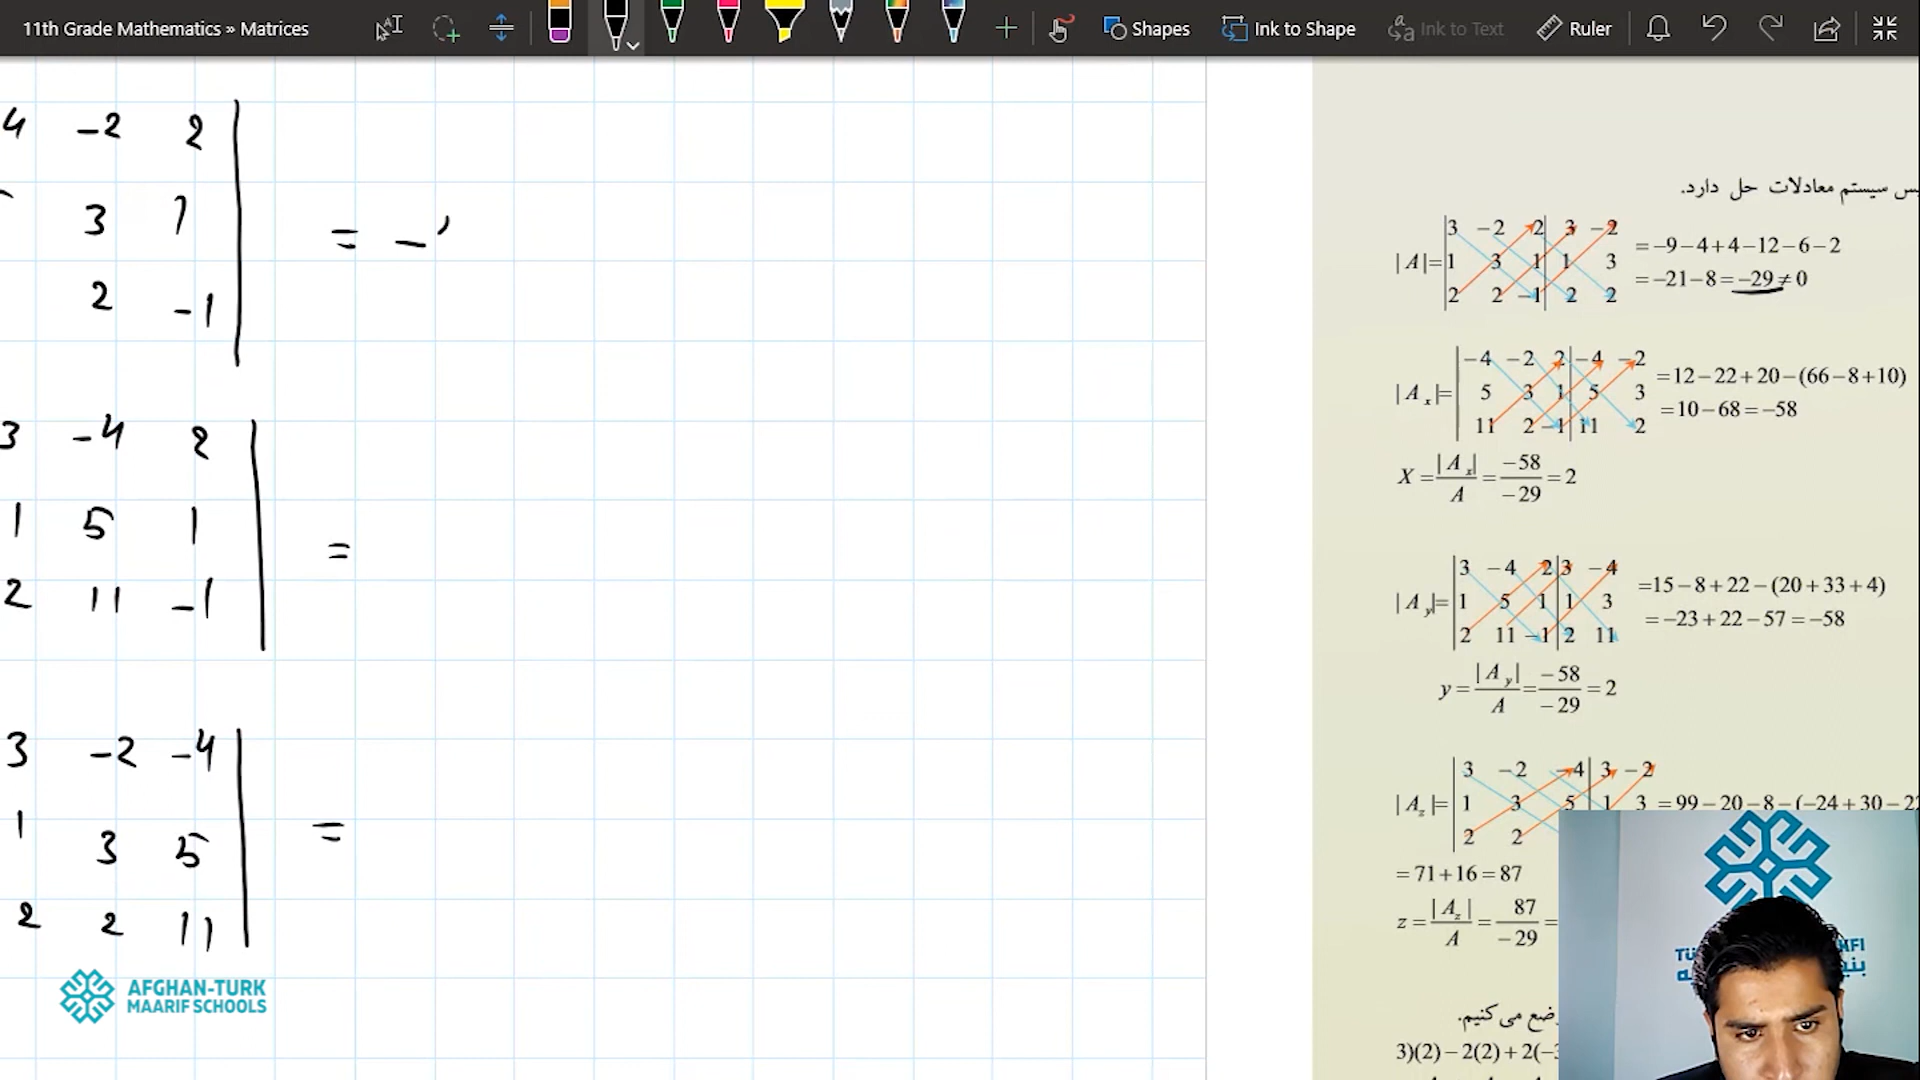 11th Grade Mathematics » Matrices
Shapes
Ink to Shape
Ink to Text
Ruler
4 -2 2
3 1
2 -1
= -
3 -4 2
1 5 1
2 11 -1
=
3 -2 -4
1 3 5
2 2 11
=
AFGHAN-TURK
MAARIF SCHOOLS
س سیستم معادلات حل دارد.
|A|= 3 -2 2 3 -2 = -9-4+4-12-6-2
1 3 1 1 3 = -21-8 = -29 ≠ 0
2 2 -1 2 2
|Aₓ|= -4 -2 2 -4 -2 = 12-22+20-(66-8+10)
5 3 1 5 3 = 10-68 = -58
11 2 -1 11 2
X = |Aₓ| / A = -58 / -29 = 2
|A_y|= 3 -4 2 3 -4 =15-8+22-(20+33+4)
1 5 1 1 3 = -23+22-57 = -58
2 11 -1 2 11
y = |A_y| / A = -58 / -29 = 2
|A_z|= 3 -2 -4 3 -2
1 3 5 1 3 = 99-20-8-(-24+30-22
2 2
= 71+16 = 87
z = |A_z| / A = 87 / -29 =
وضع می کنیم.
3)(2)-2(2)+2(-3